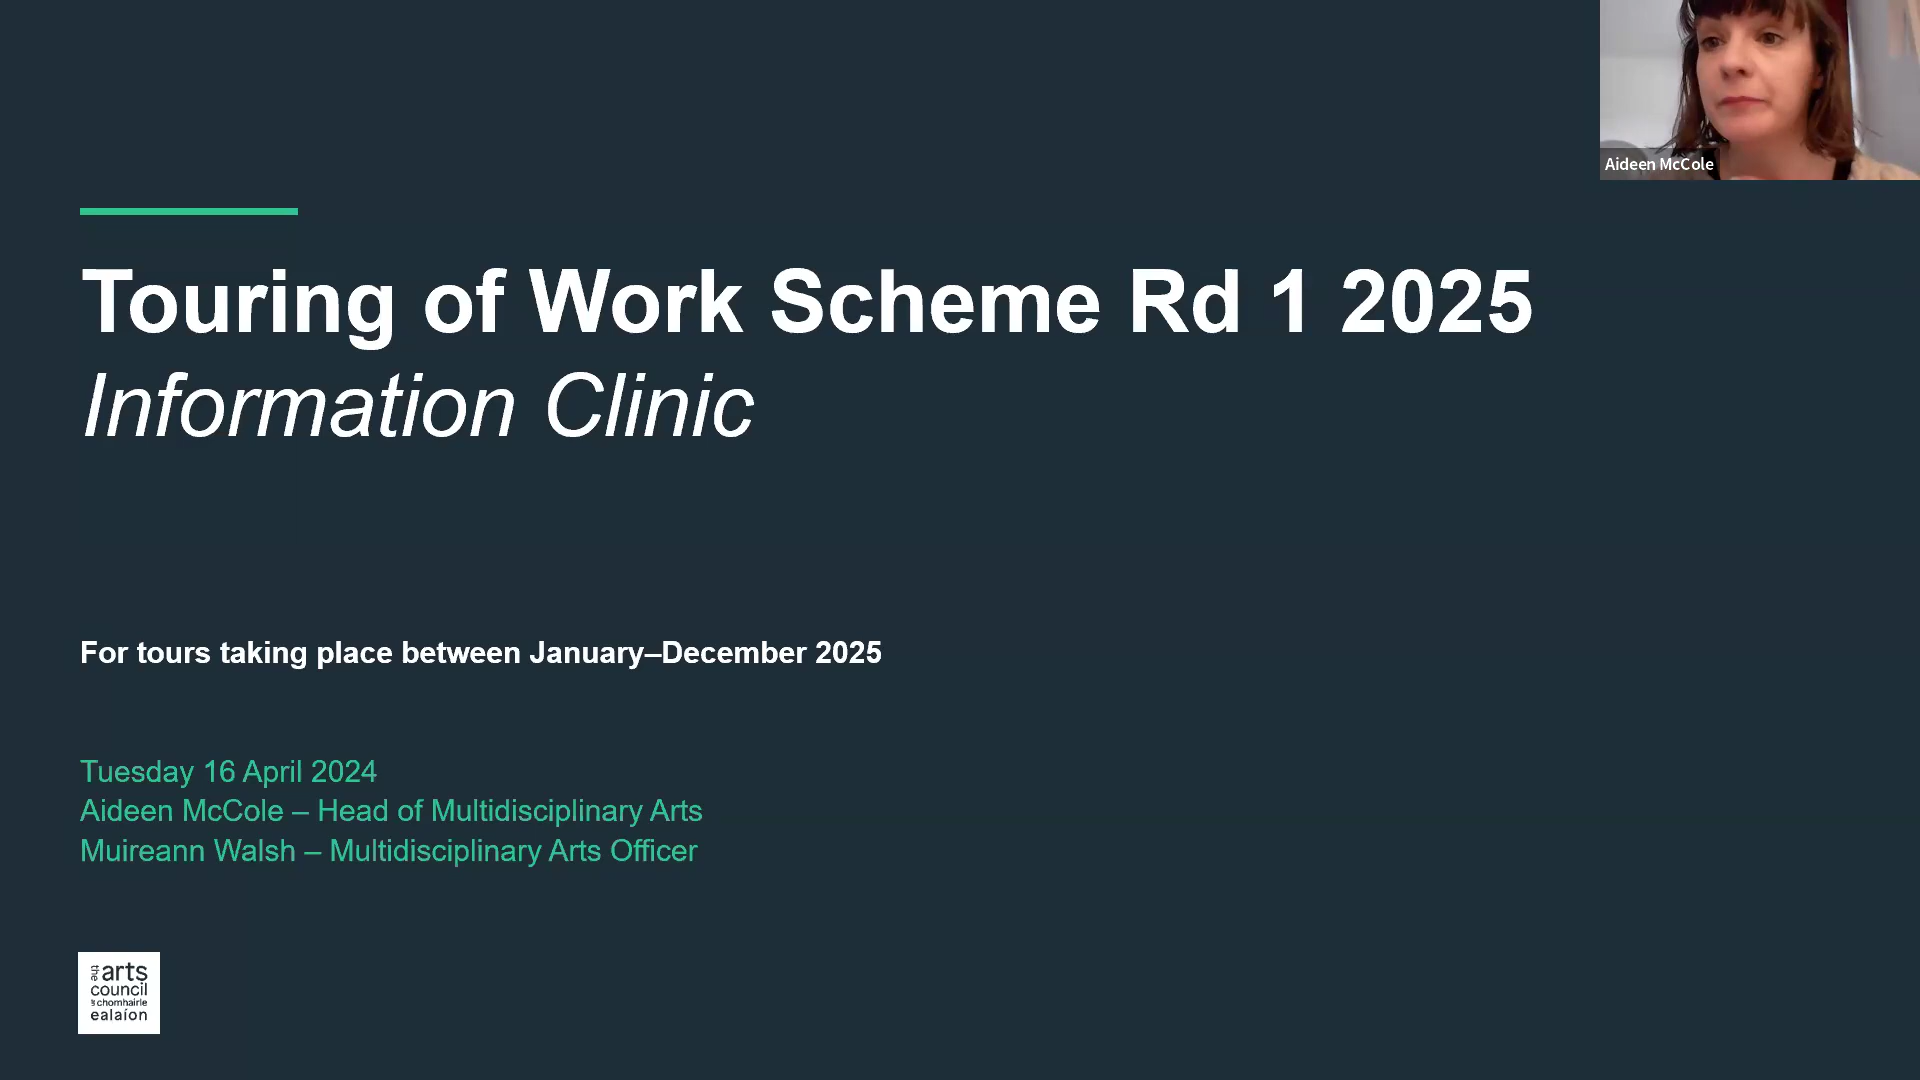 Aideen McCole
Touring of Work Scheme Rd 1 2025
Information Clinic
For tours taking place between January–December 2025
Tuesday 16 April 2024
Aideen McCole – Head of Multidisciplinary Arts
Muireann Walsh – Multidisciplinary Arts Officer
the arts
council
chomhairle
ealaíon